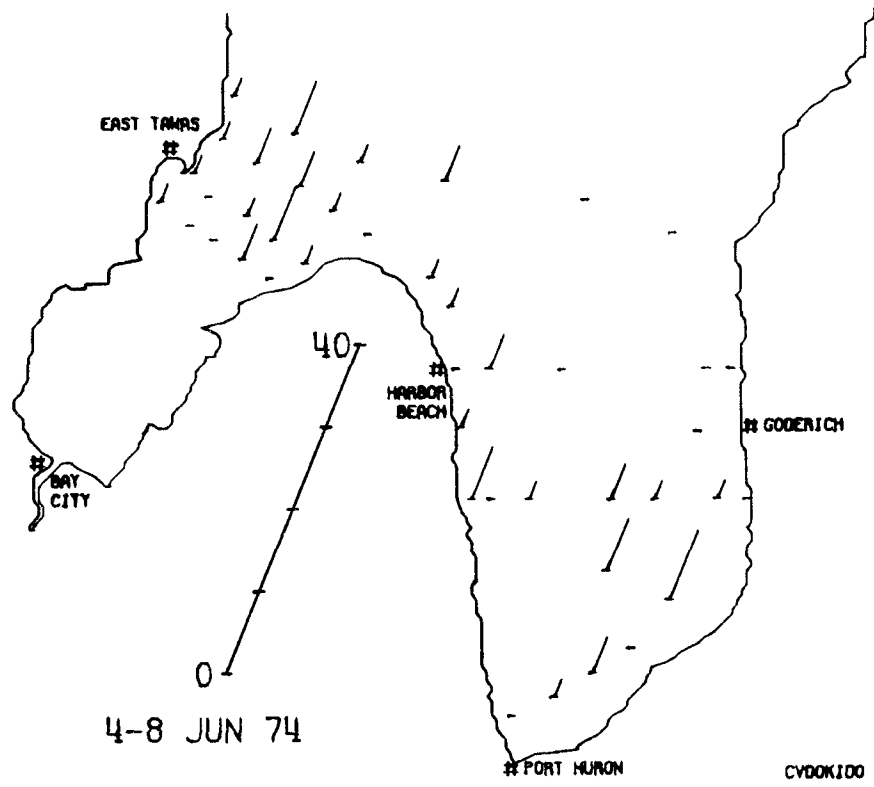 EAST TAWAS
#
40
#
HARBOR
BEACH
# GODERICH
#
BAY
CITY
0
4-8 JUN 74
# PORT HURON
CVDOKIDO